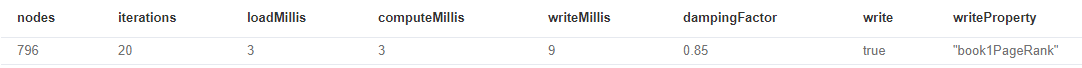 nodes iterations loadMillis computeMillis writeMillis dampingFactor write writeProperty
796 20 3 3 9 0.85 true "book1PageRank"